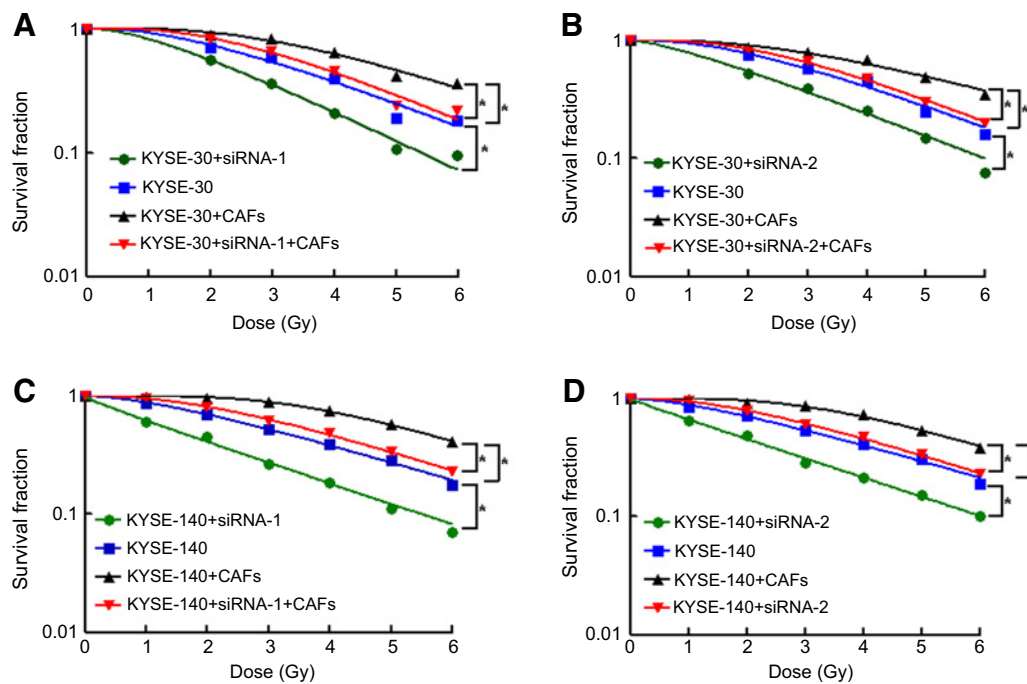 A
Survival fraction
1
0.1
0.01
KYSE-30+siRNA-1
KYSE-30
KYSE-30+CAFs
KYSE-30+siRNA-1+CAFs
*
*
*
0 1 2 3 4 5 6
Dose (Gy)
B
Survival fraction
1
0.1
0.01
KYSE-30+siRNA-2
KYSE-30
KYSE-30+CAFs
KYSE-30+siRNA-2+CAFs
*
*
*
0 1 2 3 4 5 6
Dose (Gy)
C
Survival fraction
1
0.1
0.01
KYSE-140+siRNA-1
KYSE-140
KYSE-140+CAFs
KYSE-140+siRNA-1+CAFs
*
*
*
0 1 2 3 4 5 6
Dose (Gy)
D
Survival fraction
1
0.1
0.01
KYSE-140+siRNA-2
KYSE-140
KYSE-140+CAFs
KYSE-140+siRNA-2
*
*
0 1 2 3 4 5 6
Dose (Gy)